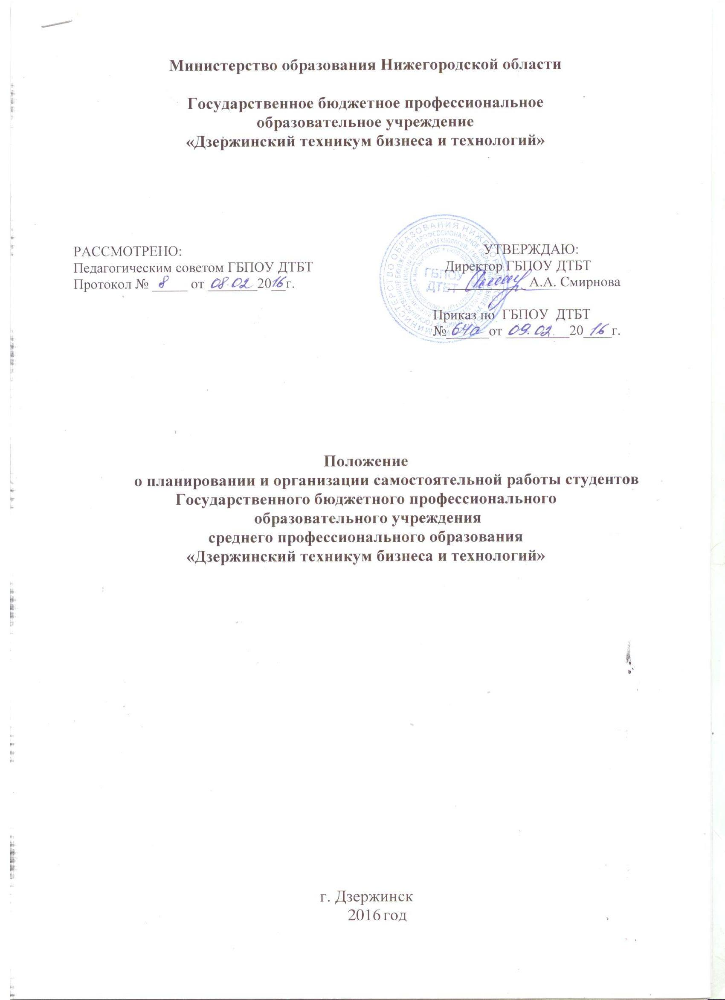 Министерство образования Нижегородской области
Государственное бюджетное профессиональное
образовательное учреждение
«Дзержинский техникум бизнеса и технологий»
РАССМОТРЕНО:
Педагогическим советом ГБПОУ ДТБТ
Протокол № 8 от 08.02 2016г.
УТВЕРЖДАЮ:
Директор ГБПОУ ДТБТ
А.А. Смирнова
Приказ по ГБПОУ ДТБТ
№ 64а от 09.02. 2016г.
ГБПОУ
ДТБТ
Положение
о планировании и организации самостоятельной работы студентов
Государственного бюджетного профессионального
образовательного учреждения
среднего профессионального образования
«Дзержинский техникум бизнеса и технологий»
г. Дзержинск
2016 год